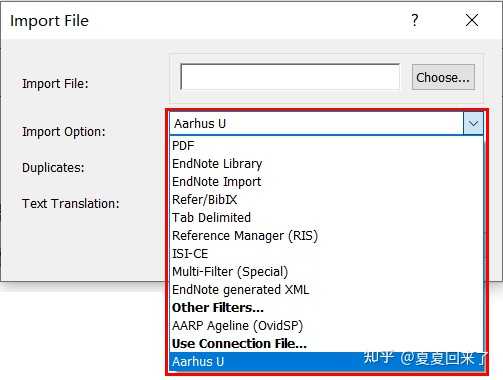 Import File
?
Import File:
Choose...
Import Option:
Aarhus U
Duplicates:
Text Translation:
PDF
EndNote Library
EndNote Import
Refer/BibIX
Tab Delimited
Reference Manager (RIS)
ISI-CE
Multi-Filter (Special)
EndNote generated XML
Other Filters...
AARP Ageline (OvidSP)
Use Connection File...
Aarhus U
知乎 @夏夏回来了